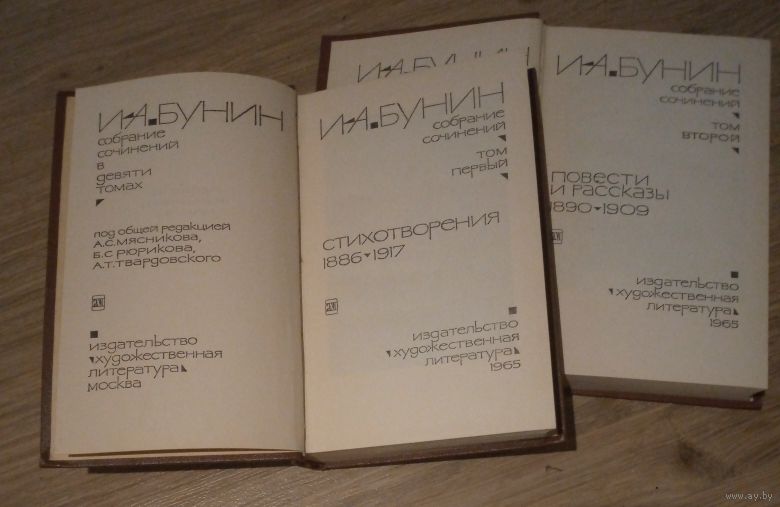 И.А.БУНИН
собрание
сочинений
в
девяти
томах
под общей редакцией
А.С.Мясникова,
Б.С.Рюрикова,
А.Т.Твардовского
издательство
художественная
литература
москва
И.А.БУНИН
собрание
сочинений
том
первый
стихотворения
1886 1917
издательство
художественная
литература
1965
И.А.БУНИН
И.А.БУНИН
собрание
сочинений
том
второй
повести
и рассказы
1890 1909
издательство
художественная
литература
1965
www.ay.by